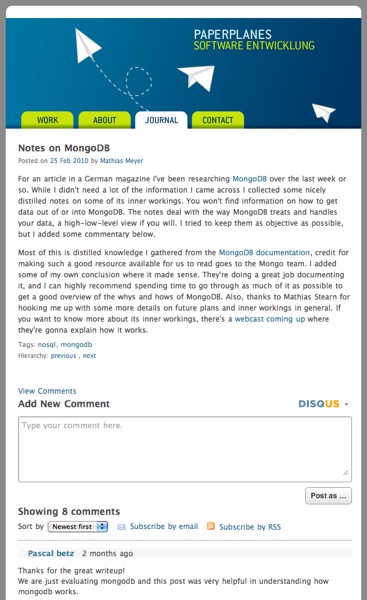 PAPERPLANES
SOFTWARE ENTWICKLUNG
WORK
ABOUT
JOURNAL
CONTACT
Notes on MongoDB
Posted on 25 Feb 2010 by Mathias Meyer
For an article in a German magazine I've been researching MongoDB over the last week or
so. While I didn't need a lot of the information I came across I collected some nicely
distilled notes on some of its inner workings. You won't find information on how to get
data out of or into MongoDB. The notes deal with the way MongoDB treats and handles
your data, a high-low-level view if you will. I tried to keep them as objective as possible,
but I added some commentary below.
Most of this is distilled knowledge I gathered from the MongoDB documentation, credit for
making such a good resource available for us to read goes to the Mongo team. I added
some of my own conclusion where it made sense. They're doing a great job documenting
it, and I can highly recommend spending time to go through as much of it as possible to
get a good overview of the whys and hows of MongoDB. Also, thanks to Mathias Stearn for
hooking me up with some more details on future plans and inner workings in general. If
you want to know more about its inner workings, there's a webcast coming up where
they're gonna explain how it works.
Tags: nosql, mongodb
Hierarchy: previous , next
View Comments
Add New Comment
DISQUS
Type your comment here.
Post as ...
Showing 8 comments
Sort by Newest first Subscribe by email Subscribe by RSS
Pascal betz 2 months ago
Thanks for the great writeup!
We are just evaluating mongodb and this post was very helpful in understanding how
mongodb works.